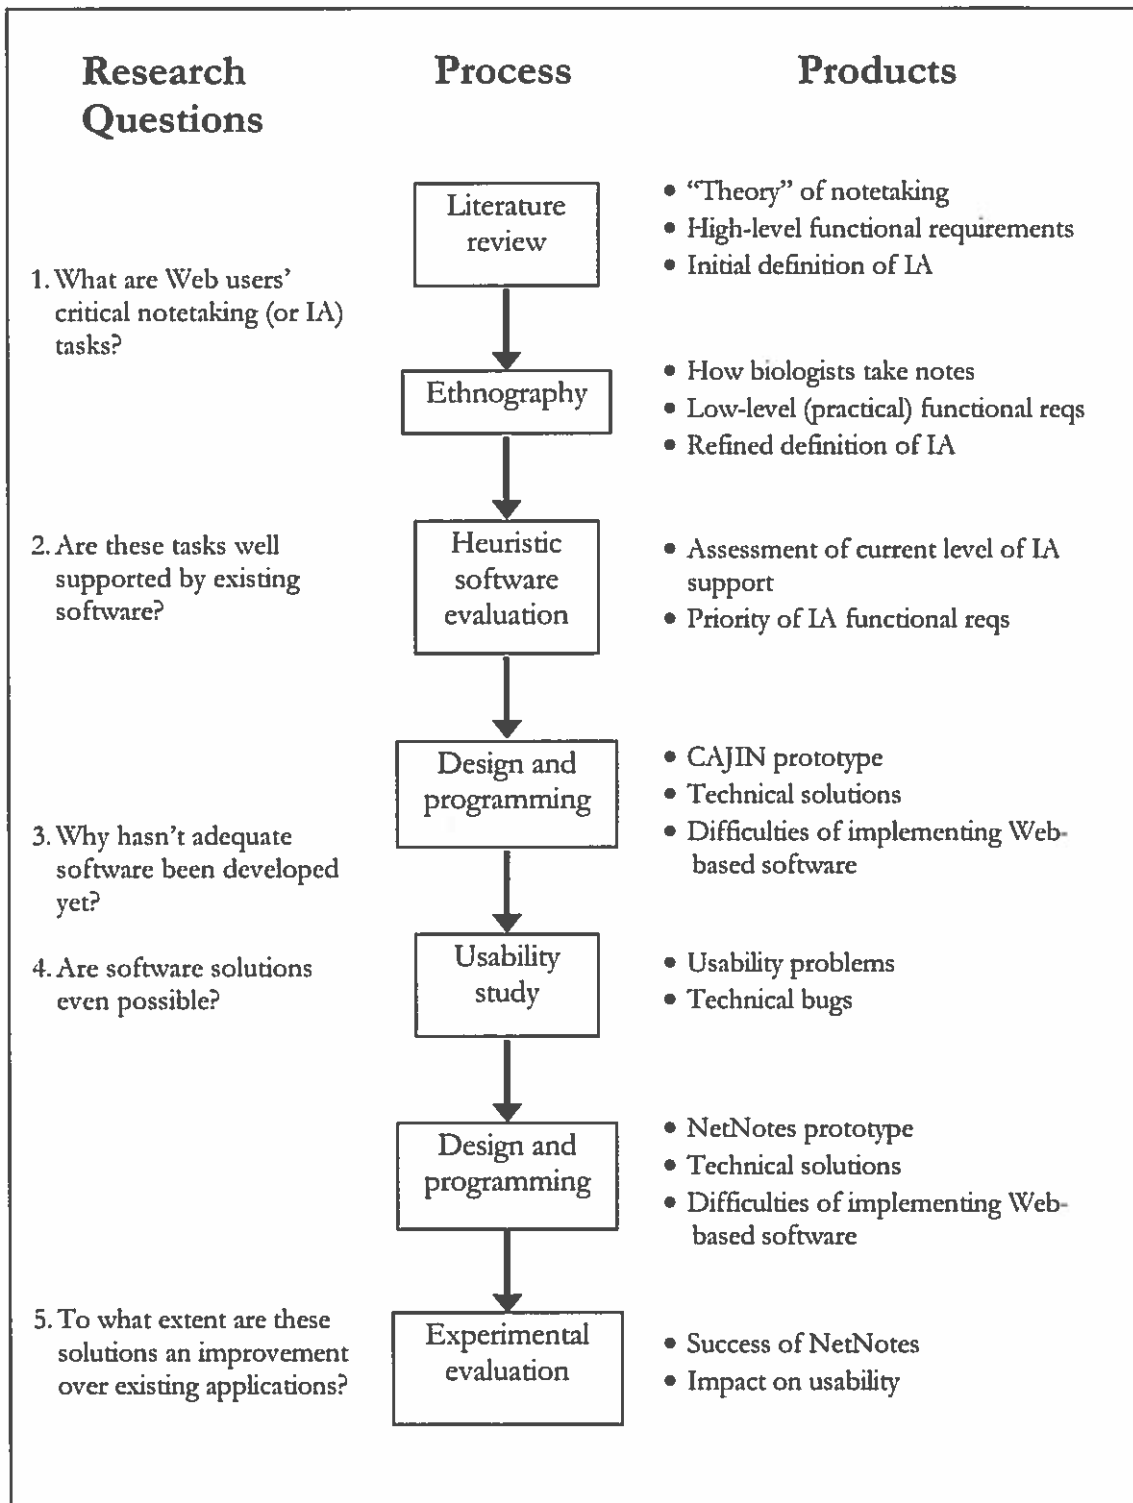 Research
Questions
Process
Products
Literature
review
• “Theory” of notetaking
• High-level functional requirements
• Initial definition of IA
1. What are Web users’
critical notetaking (or IA)
tasks?
Ethnography
• How biologists take notes
• Low-level (practical) functional reqs
• Refined definition of IA
2. Are these tasks well
supported by existing
software?
Heuristic
software
evaluation
• Assessment of current level of IA
support
• Priority of IA functional reqs
Design and
programming
• CAJIN prototype
• Technical solutions
• Difficulties of implementing Web-
based software
3. Why hasn’t adequate
software been developed
yet?
4. Are software solutions
even possible?
Usability
study
• Usability problems
• Technical bugs
Design and
programming
• NetNotes prototype
• Technical solutions
• Difficulties of implementing Web-
based software
5. To what extent are these
solutions an improvement
over existing applications?
Experimental
evaluation
• Success of NetNotes
• Impact on usability